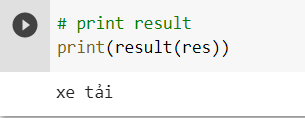 # print result
print(result(res))
xe tải